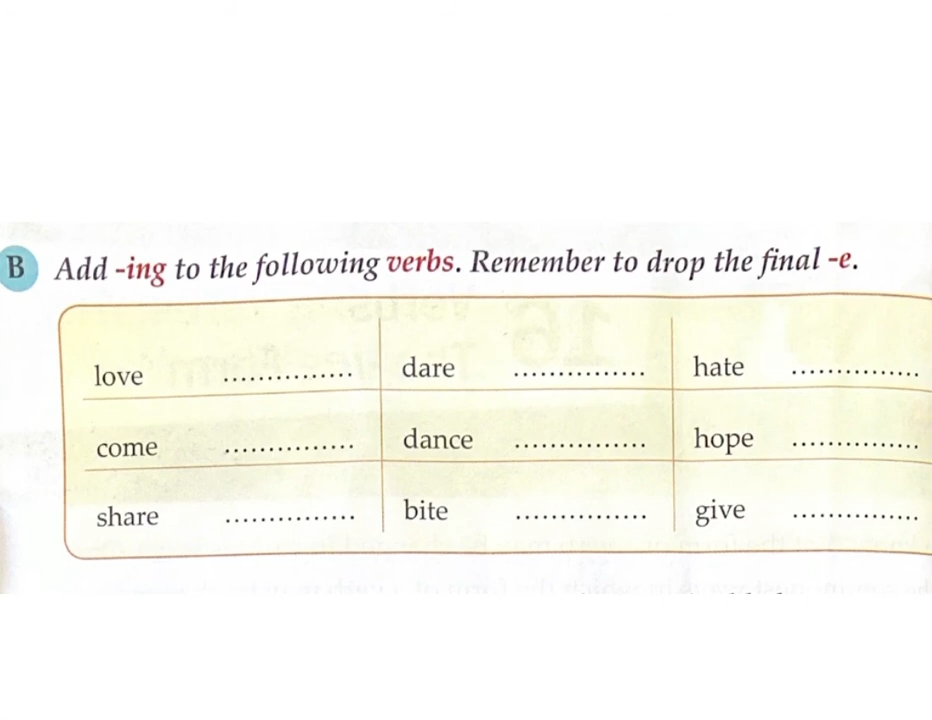 B Add -ing to the following verbs. Remember to drop the final -e.
love ............... dare ............... hate ...............
come ............... dance ............... hope ...............
share ............... bite ............... give ...............